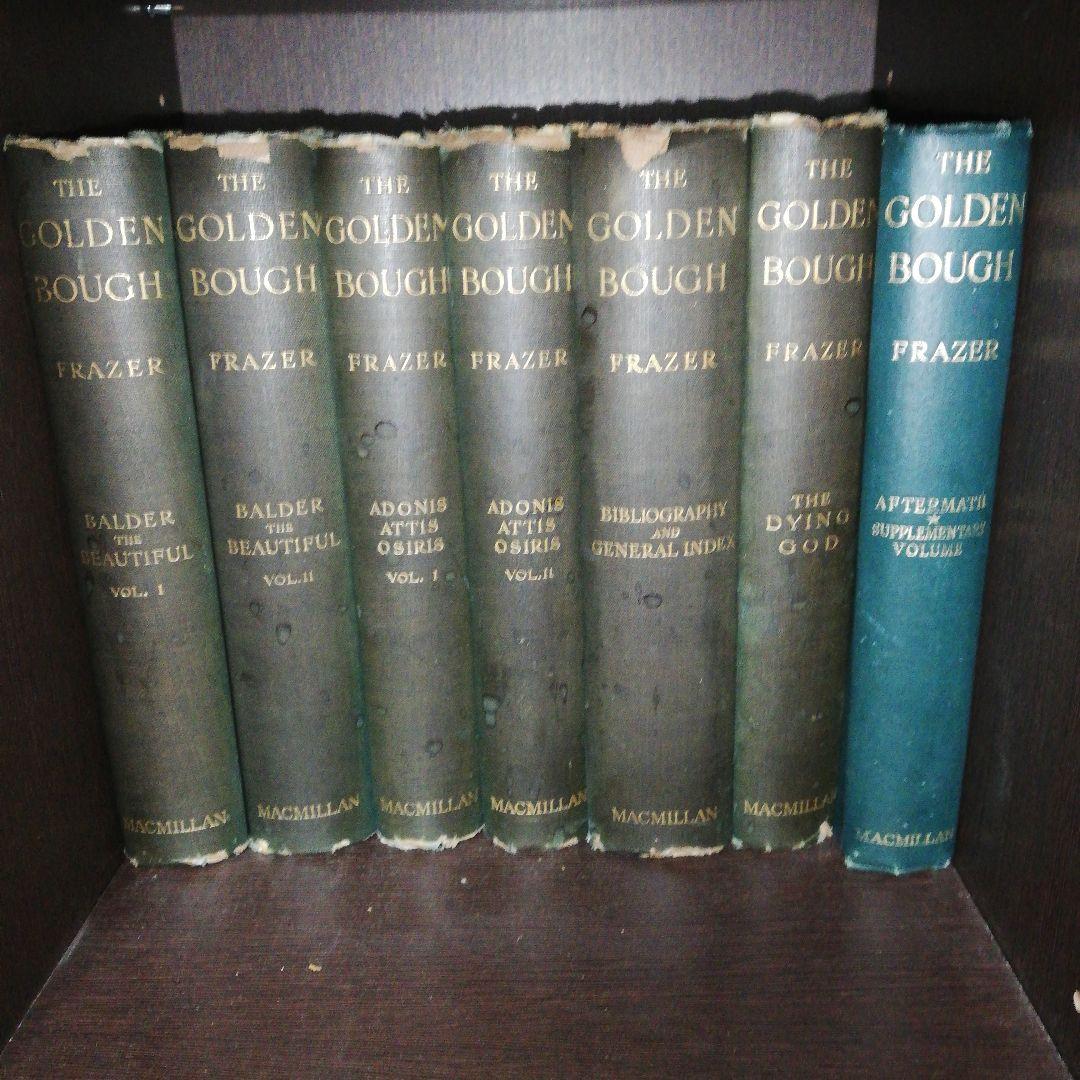 THE
GOLDEN
BOUGH
FRAZER
BALDER
THE
BEAUTIFUL
VOL. I
MACMILLAN
THE
GOLDEN
BOUGH
FRAZER
BALDER
THE
BEAUTIFUL
VOL. II
MACMILLAN
THE
GOLDEN
BOUGH
FRAZER
ADONIS
ATTIS
OSIRIS
VOL. I
MACMILLAN
THE
GOLDEN
BOUGH
FRAZER
ADONIS
ATTIS
OSIRIS
VOL. II
MACMILLAN
THE
GOLDEN
BOUGH
FRAZER
BIBLIOGRAPHY
AND
GENERAL INDEX
MACMILLAN
THE
GOLDEN
BOUGH
FRAZER
THE
DYING
GOD
MACMILLAN
THE
GOLDEN
BOUGH
FRAZER
AFTERMATH
SUPPLEMENTARY
VOLUME
MACMILLAN